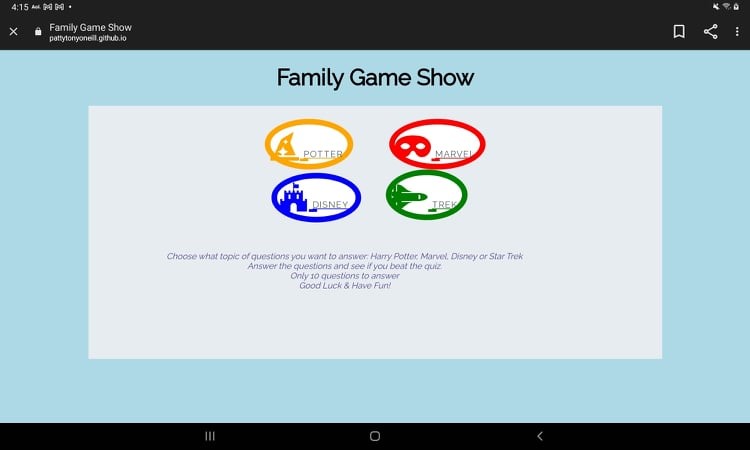 4:15 Aol.
Family Game Show
pattytonyoneill.github.io
Family Game Show
POTTER MARVEL
DISNEY TREK
Choose what topic of questions you want to answer: Harry Potter, Marvel, Disney or Star Trek
Answer the questions and see if you beat the quiz.
Only 10 questions to answer
Good Luck & Have Fun!